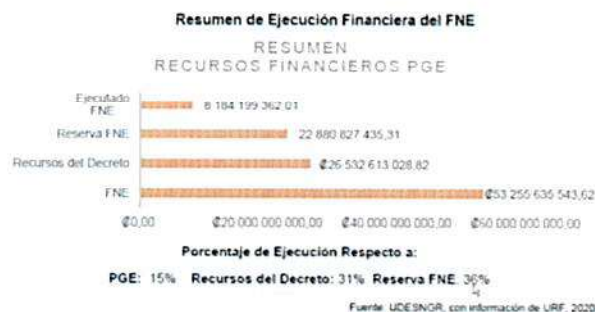 Resumen de Ejecución Financiera del FNE
RESUMEN
RECURSOS FINANCIEROS PGE
Ejecutado
FNE
8 184 199 362,01
Reserva FNE
22 880 827 435,31
Recursos del Decreto
₡26 532 613 028,82
FNE
₡53 255 635 543,62
₡0,00 ₡20 000 000 000,00 ₡40 000 000 000,00 ₡60 000 000 000,00
Porcentaje de Ejecución Respecto a:
PGE: 15% Recursos del Decreto: 31% Reserva FNE: 36%
Fuente: UDESNGR, con información de URF, 2020